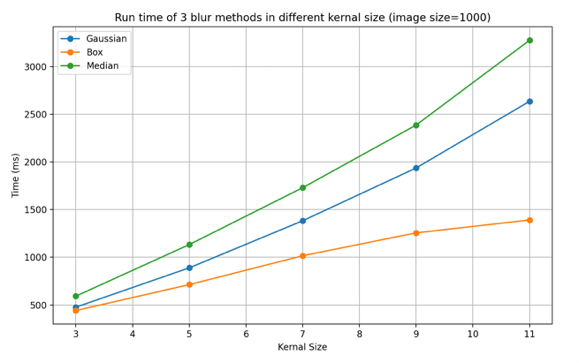 Run time of 3 blur methods in different kernal size (image size=1000)
Gaussian
Box
Median
3000
2500
2000
1500
1000
500
Time (ms)
3 4 5 6 7 8 9 10 11
Kernal Size